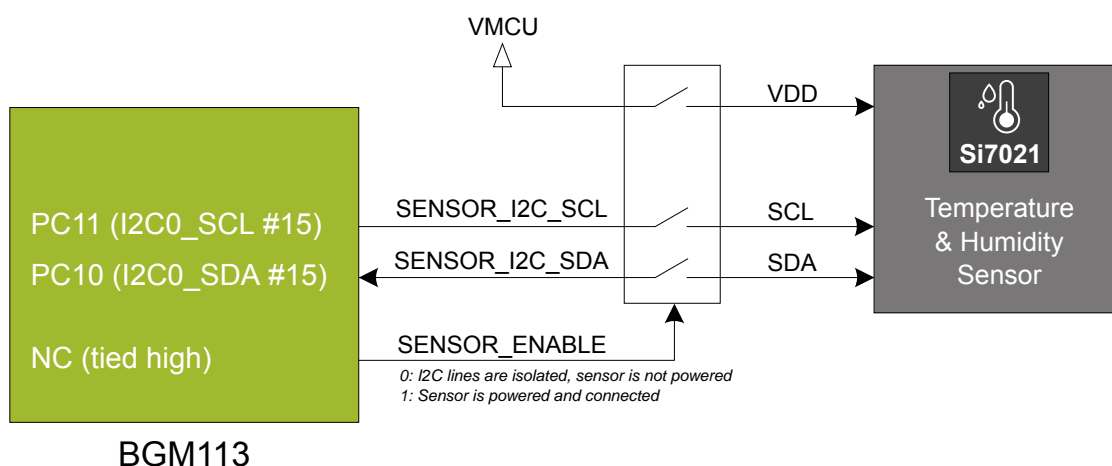 VMCU
VDD
Si7021
PC11 (I2C0_SCL #15)
SENSOR_I2C_SCL
SCL
Temperature
& Humidity
Sensor
PC10 (I2C0_SDA #15)
SENSOR_I2C_SDA
SDA
NC (tied high)
SENSOR_ENABLE
0: I2C lines are isolated, sensor is not powered
1: Sensor is powered and connected
BGM113